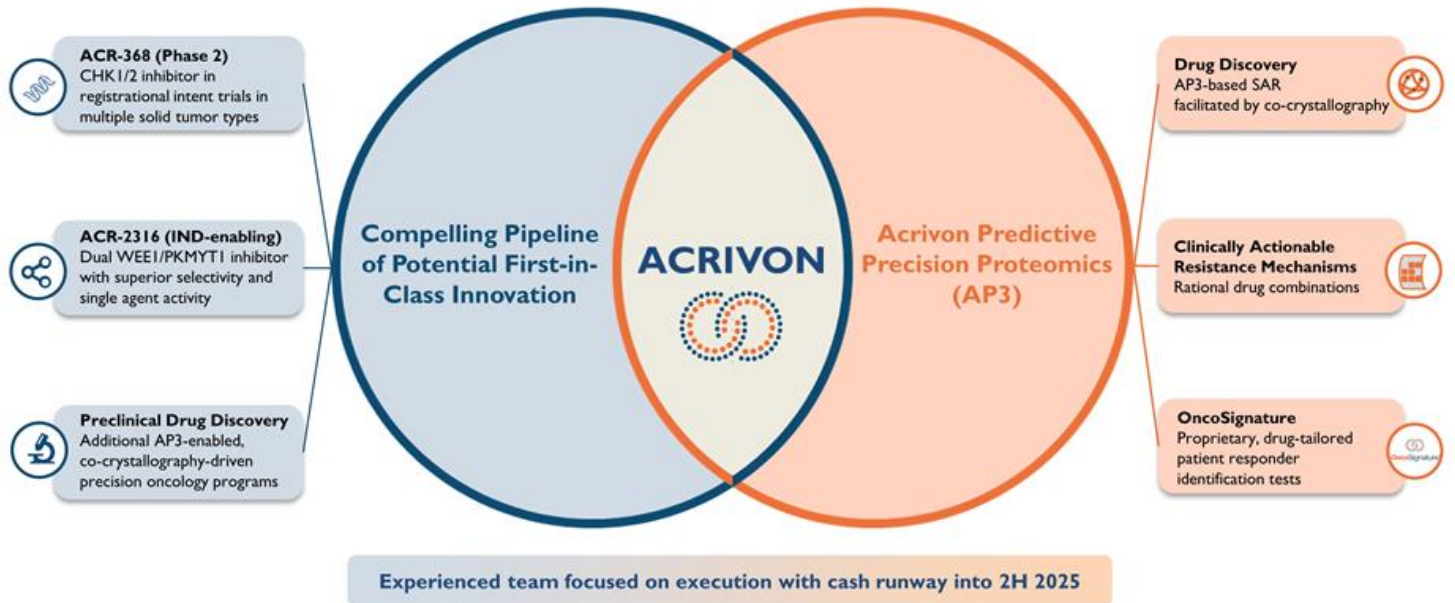 ACR-368 (Phase 2)
CHK1/2 inhibitor in
registrational intent trials in
multiple solid tumor types
ACR-2316 (IND-enabling)
Dual WEE1/PKMYT1 inhibitor
with superior selectivity and
single agent activity
Preclinical Drug Discovery
Additional AP3-enabled,
co-crystallography-driven
precision oncology programs
Compelling Pipeline
of Potential First-in-
Class Innovation
ACRIVON
Acrivon Predictive
Precision Proteomics
(AP3)
Drug Discovery
AP3-based SAR
facilitated by co-crystallography
Clinically Actionable
Resistance Mechanisms
Rational drug combinations
OncoSignature
Proprietary, drug-tailored
patient responder
identification tests
OncoSignature
Experienced team focused on execution with cash runway into 2H 2025